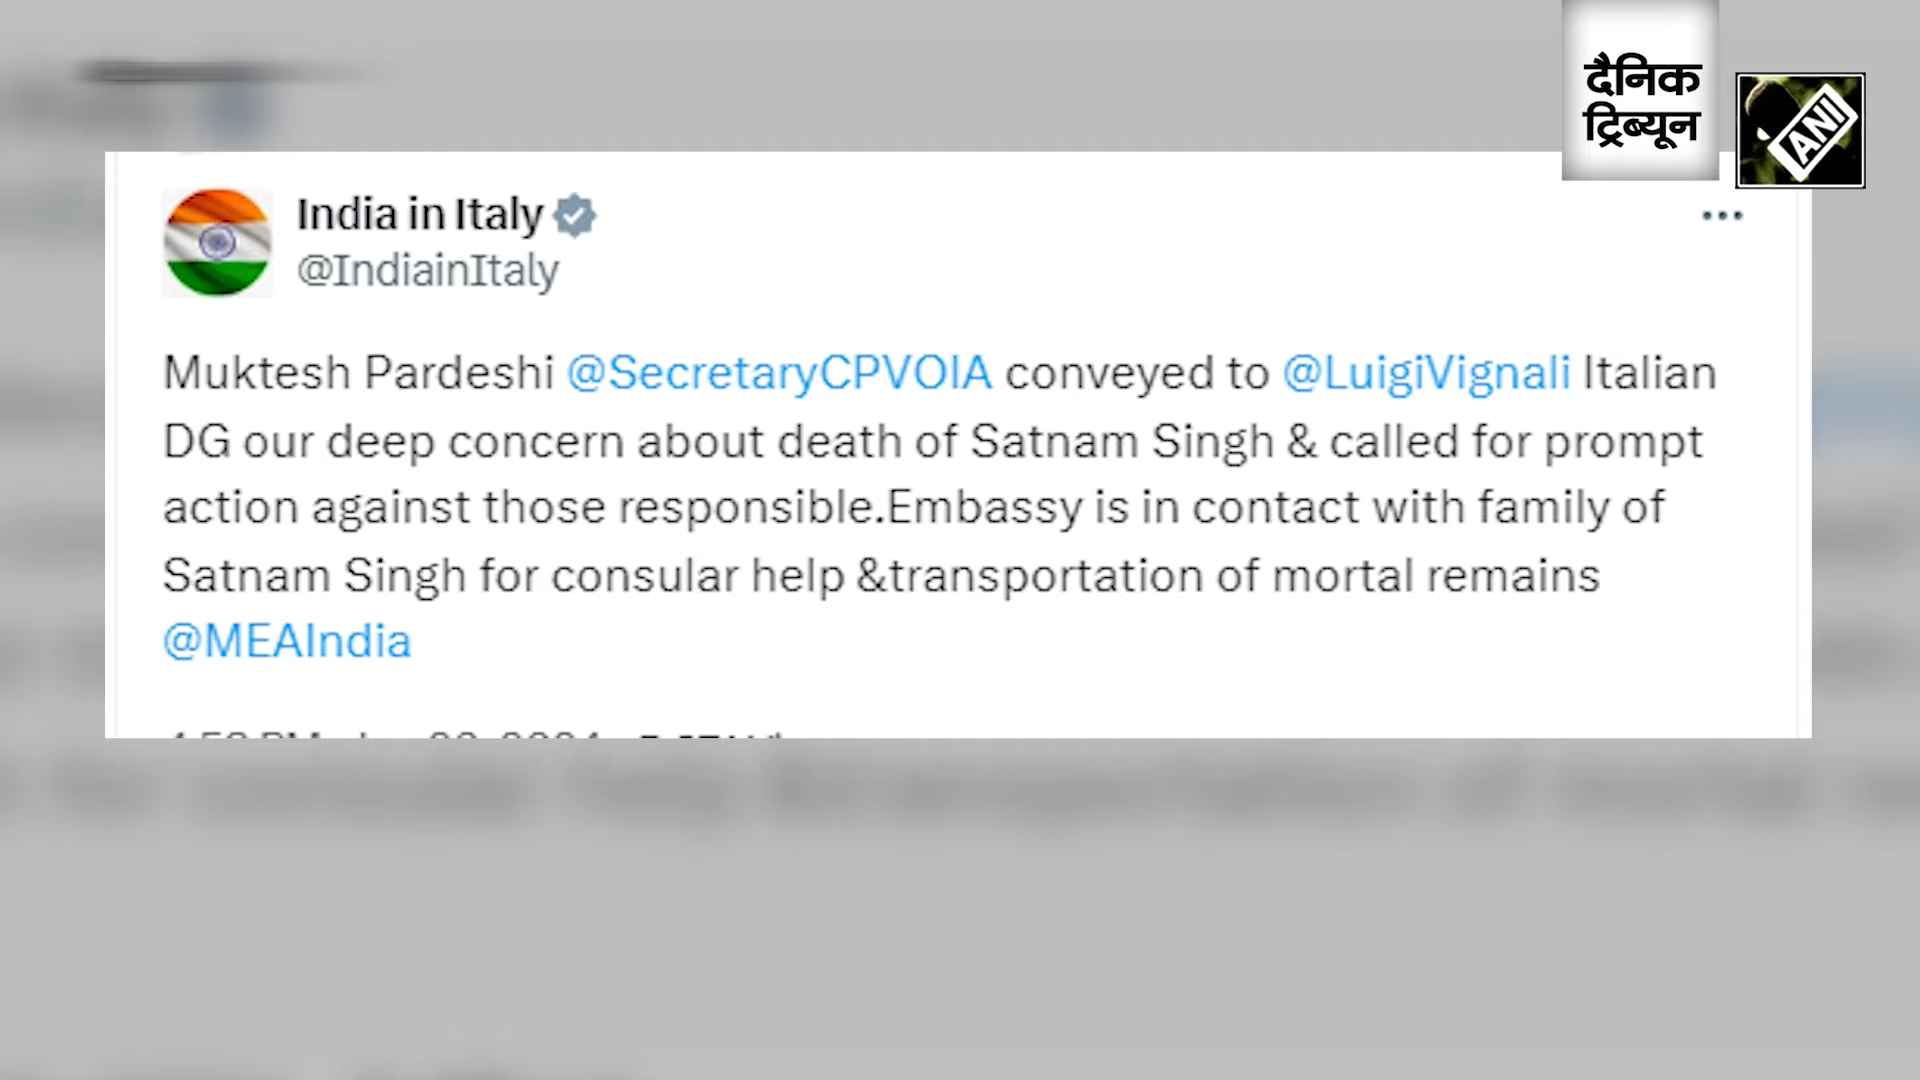 दैनिक
ट्रिब्यून
ANI
India in Italy
@IndiainItaly
Muktesh Pardeshi @SecretaryCPVOIA conveyed to @LuigiVignali Italian
DG our deep concern about death of Satnam Singh & called for prompt
action against those responsible.Embassy is in contact with family of
Satnam Singh for consular help &transportation of mortal remains
@MEAIndia